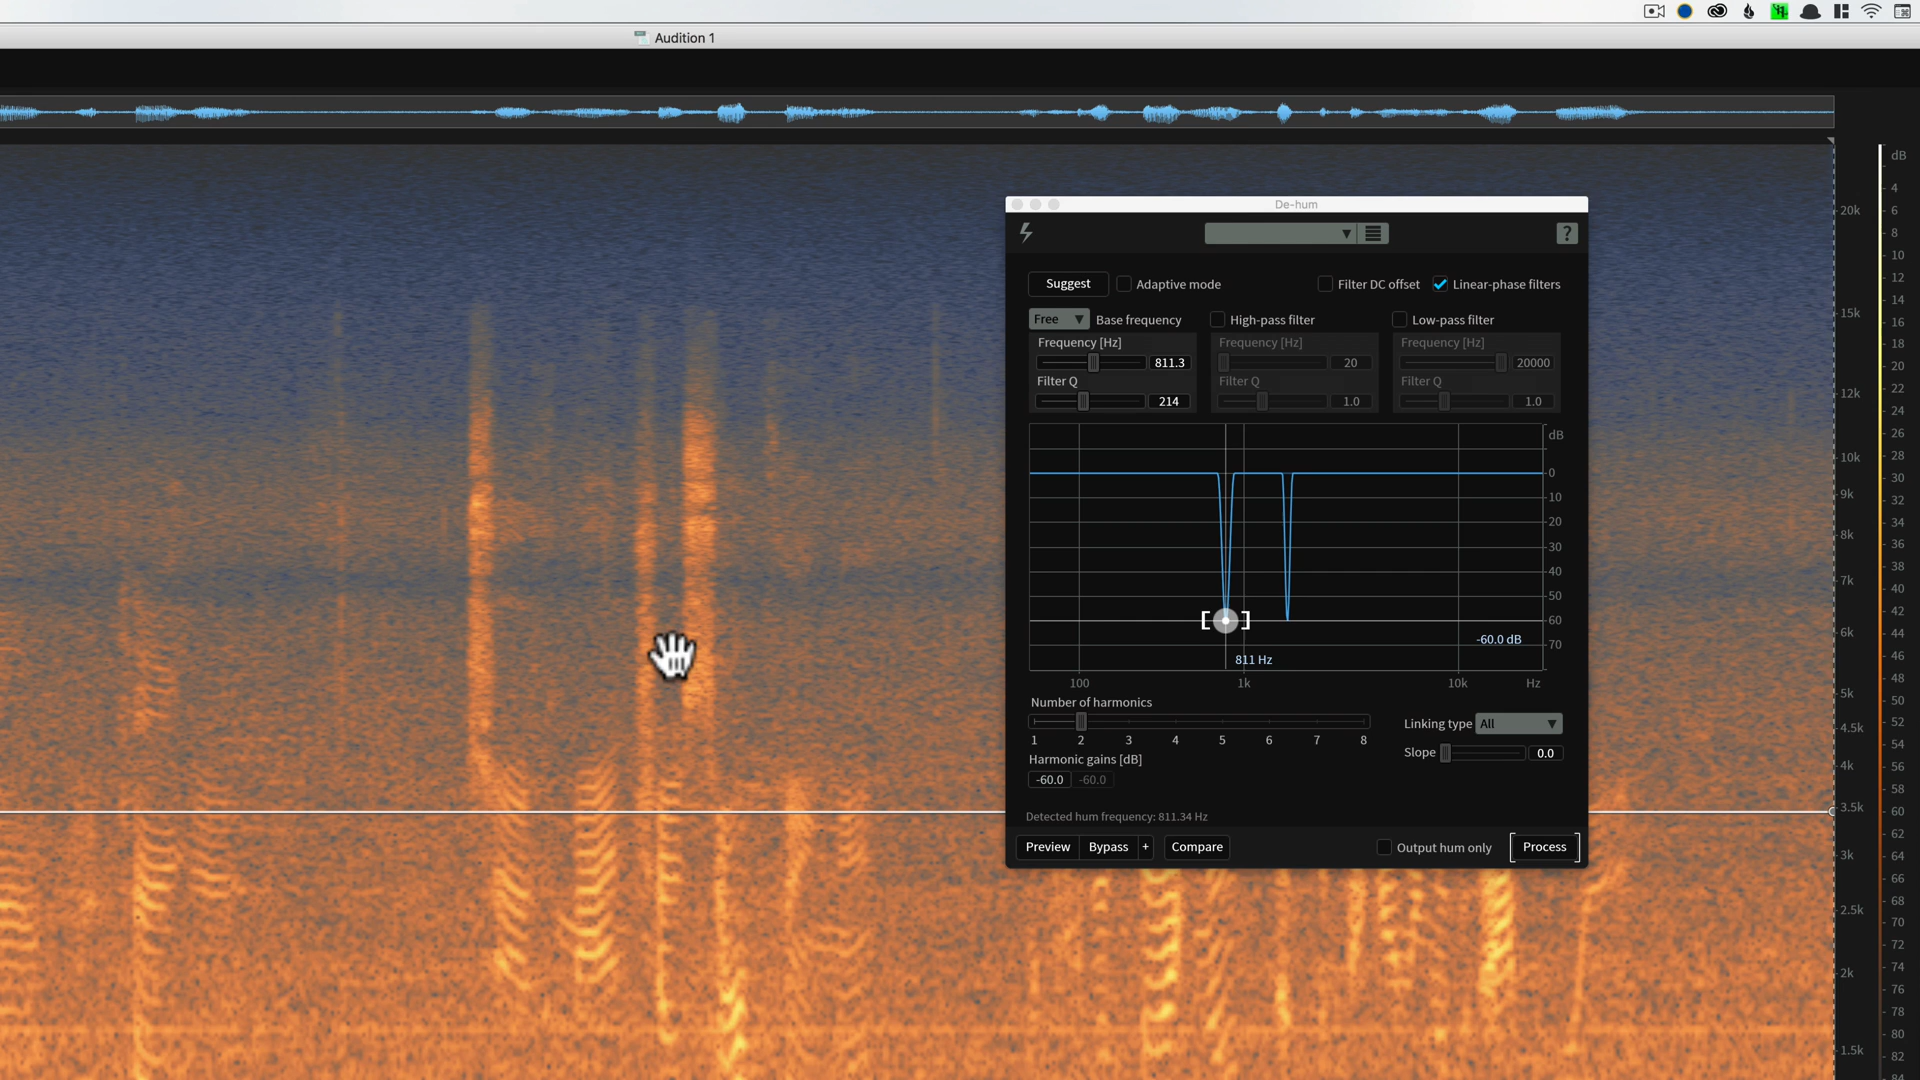 Audition 1
dB
4
6
8
10
12
14
16
18
20
22
24
26
28
30
32
34
36
38
40
42
44
46
48
50
52
54
56
58
60
62
64
66
68
70
72
74
76
78
80
82
84
20k
15k
12k
10k
9k
8k
7k
6k
5k
4.5k
4k
3.5k
3k
2.5k
2k
1.5k
De-hum
?
Suggest
Adaptive mode
Filter DC offset
Linear-phase filters
Free
Base frequency
High-pass filter
Low-pass filter
Frequency [Hz]
Frequency [Hz]
Frequency [Hz]
811.3
20
20000
Filter Q
Filter Q
Filter Q
214
1.0
1.0
dB
0
10
20
30
40
50
60
70
-60.0 dB
811 Hz
100
1k
10k
Hz
Number of harmonics
1 2 3 4 5 6 7 8
Linking type All
Slope 0.0
Harmonic gains [dB]
-60.0 -60.0
Detected hum frequency: 811.34 Hz
Preview
Bypass
+
Compare
Output hum only
Process